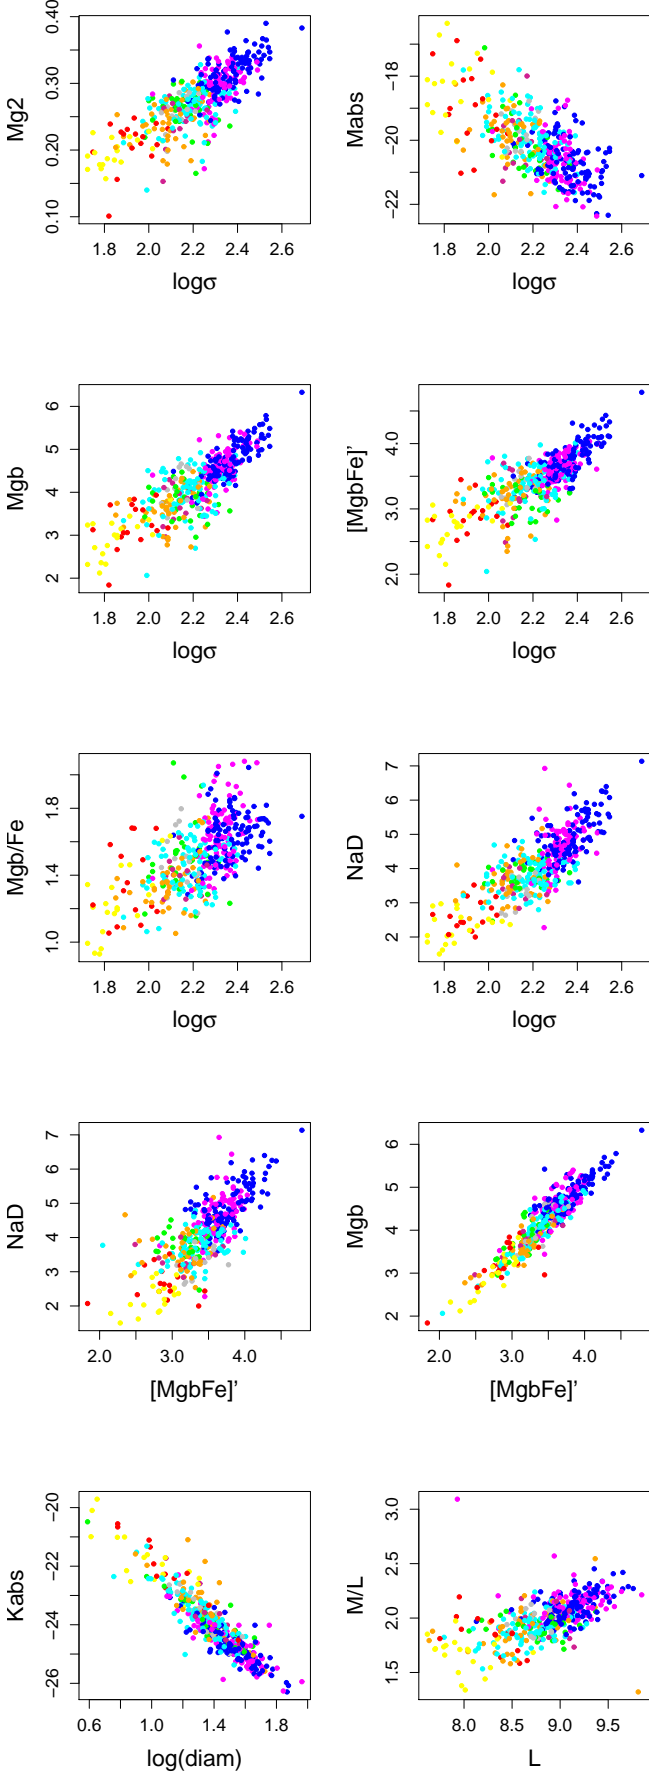 0.40
0.30
0.20
0.10
Mg2
1.8 2.0 2.2 2.4 2.6
logσ
−18
−20
−22
Mabs
1.8 2.0 2.2 2.4 2.6
logσ
6
5
4
3
2
Mgb
1.8 2.0 2.2 2.4 2.6
logσ
4.0
3.0
2.0
[MgbFe]'
1.8 2.0 2.2 2.4 2.6
logσ
1.8
1.4
1.0
Mgb/Fe
1.8 2.0 2.2 2.4 2.6
logσ
7
6
5
4
3
2
NaD
1.8 2.0 2.2 2.4 2.6
logσ
7
6
5
4
3
2
NaD
2.0 3.0 4.0
[MgbFe]'
6
5
4
3
2
Mgb
2.0 3.0 4.0
[MgbFe]'
−20
−22
−24
−26
Kabs
0.6 1.0 1.4 1.8
log(diam)
3.0
2.5
2.0
1.5
M/L
8.0 8.5 9.0 9.5
L